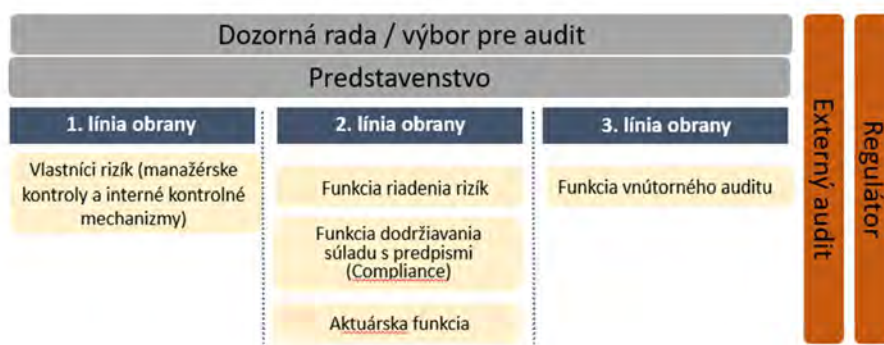 Dozorná rada / výbor pre audit
Predstavenstvo
1. línia obrany
Vlastníci rizík (manažérske
kontroly a interné kontrolné
mechanizmy)
2. línia obrany
Funkcia riadenia rizík
Funkcia dodržiavania
súladu s predpismi
(Compliance)
Aktuárska funkcia
3. línia obrany
Funkcia vnútorného auditu
Externý audit
Regulátor